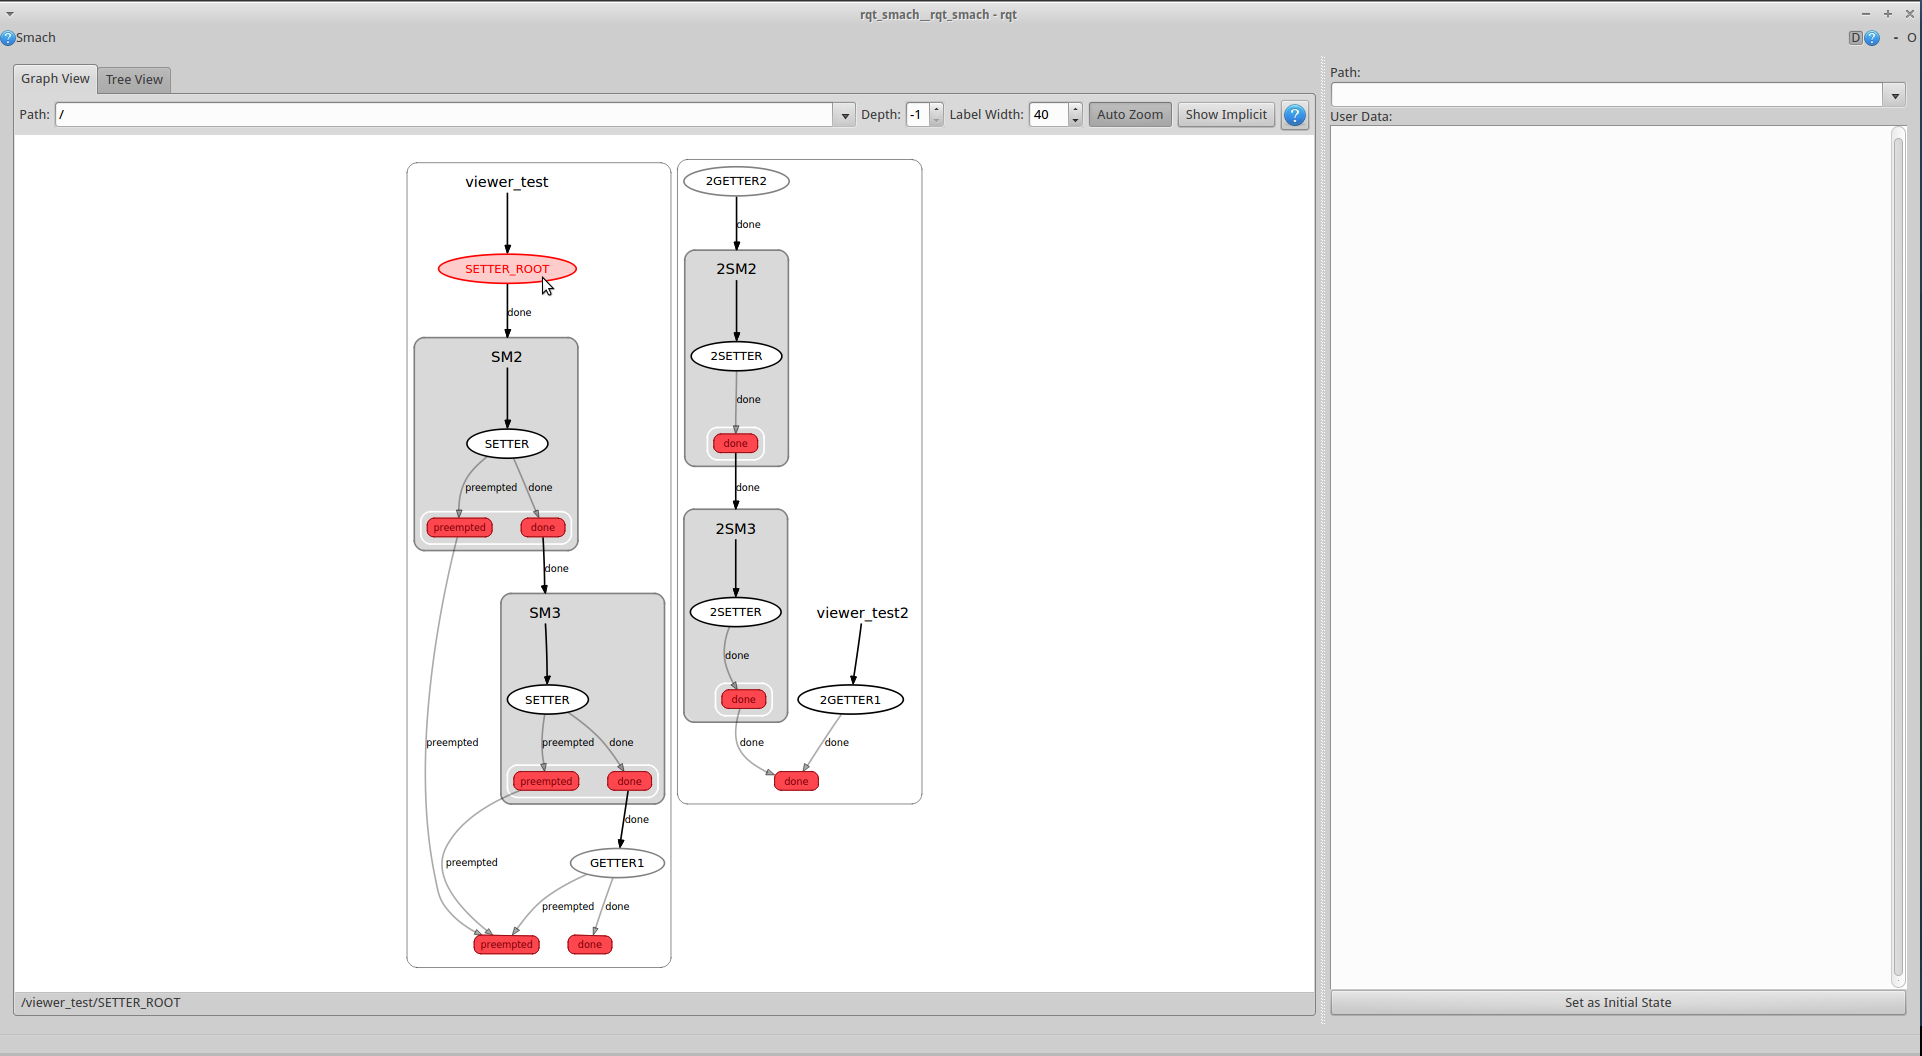 rqt_smach__rqt_smach - rqt
Smach
D - O
Graph View Tree View
Path: / Depth: -1 Label Width: 40 Auto Zoom Show Implicit
viewer_test
SETTER_ROOT
done
SM2
SETTER
preempted done
preempted done
done
SM3
SETTER
preempted
preempted done
preempted done
done
preempted
GETTER1
preempted done
preempted done
2GETTER2
done
2SM2
2SETTER
done
done
done
2SM3
2SETTER
done
done
done
viewer_test2
2GETTER1
done
done
/viewer_test/SETTER_ROOT
Path:
User Data:
Set as Initial State